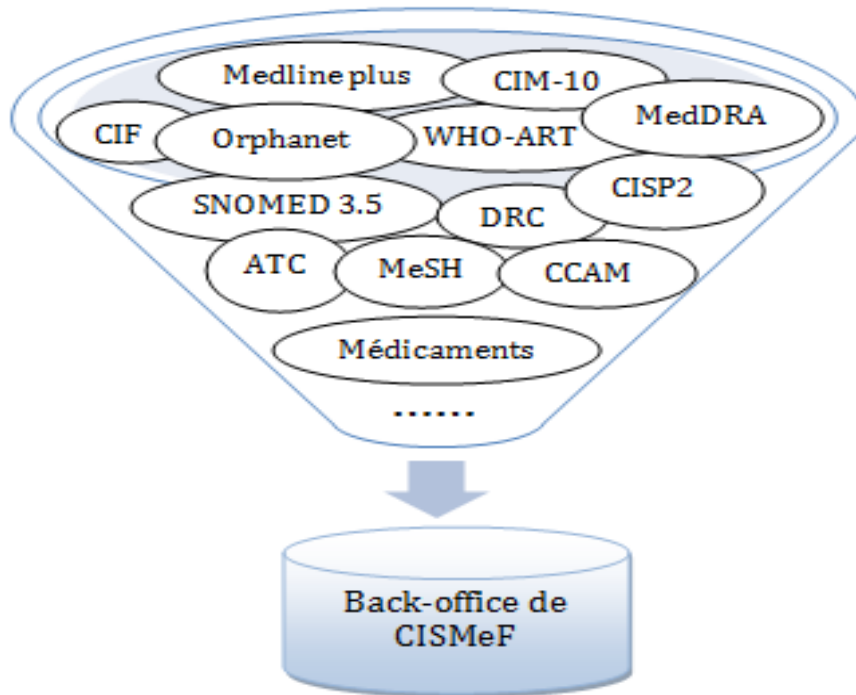 Medline plus
CIM-10
MedDRA
CIF
Orphanet
WHO-ART
CISP2
SNOMED 3.5
DRC
ATC
MeSH
CCAM
Médicaments
......
Back-office de
CISMeF